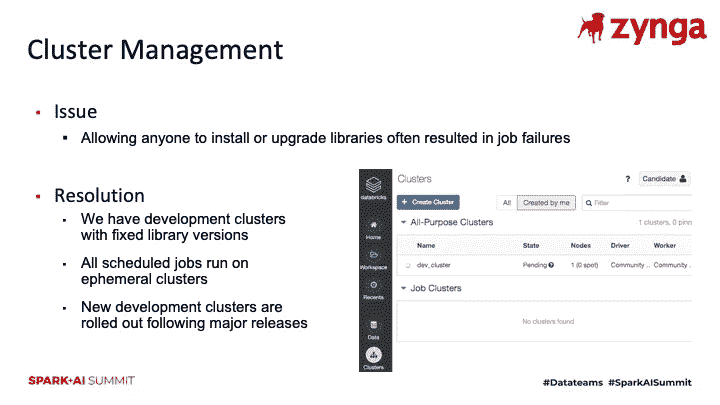 zynga
Cluster Management
Issue
Allowing anyone to install or upgrade libraries often resulted in job failures
Resolution
We have development clusters
with fixed library versions
All scheduled jobs run on
ephemeral clusters
New development clusters are
rolled out following major releases
databricks
Home
Workspace
Recents
Data
Clusters
Clusters
? Candidate
+ Create Cluster All Created by me Filter
All-Purpose Clusters 1 clusters, 0 pinn
Name State Nodes Driver Worker
dev_cluster Pending 1 (0 spot) Community ... Community ...
Job Clusters
No clusters found
SPARK+AI SUMMIT
#Datateams #SparkAISummit